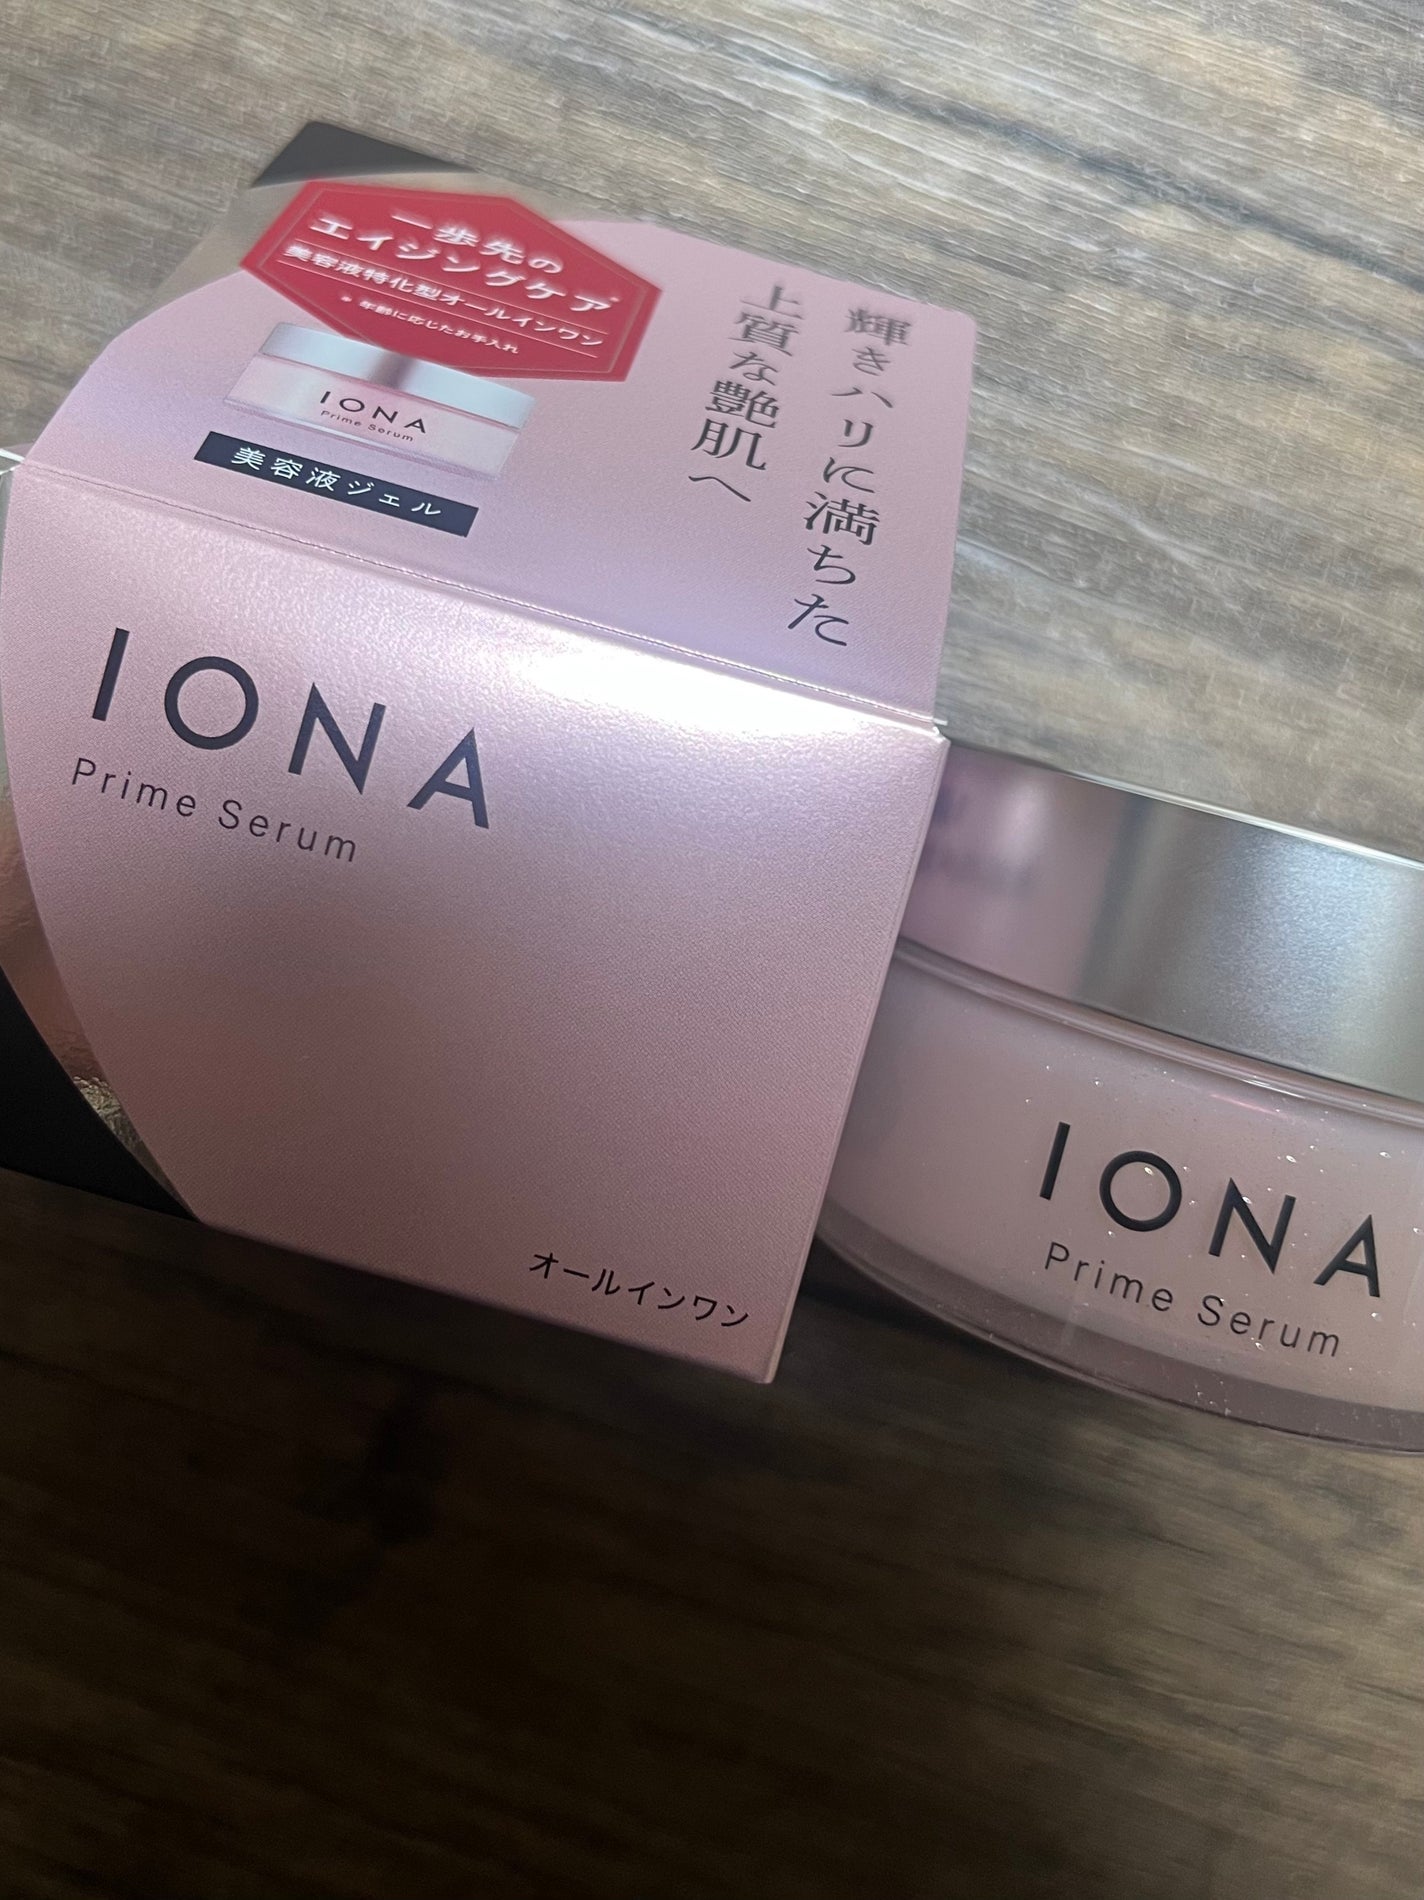 一歩先の
エイジングケア*
美容液特化型オールインワン
* 年齢に応じたお手入れ
IONA
Prime Serum
美容液ジェル
輝きハリに満ちた
上質な艶肌へ
IONA
Prime Serum
オールインワン
IONA
Prime Serum